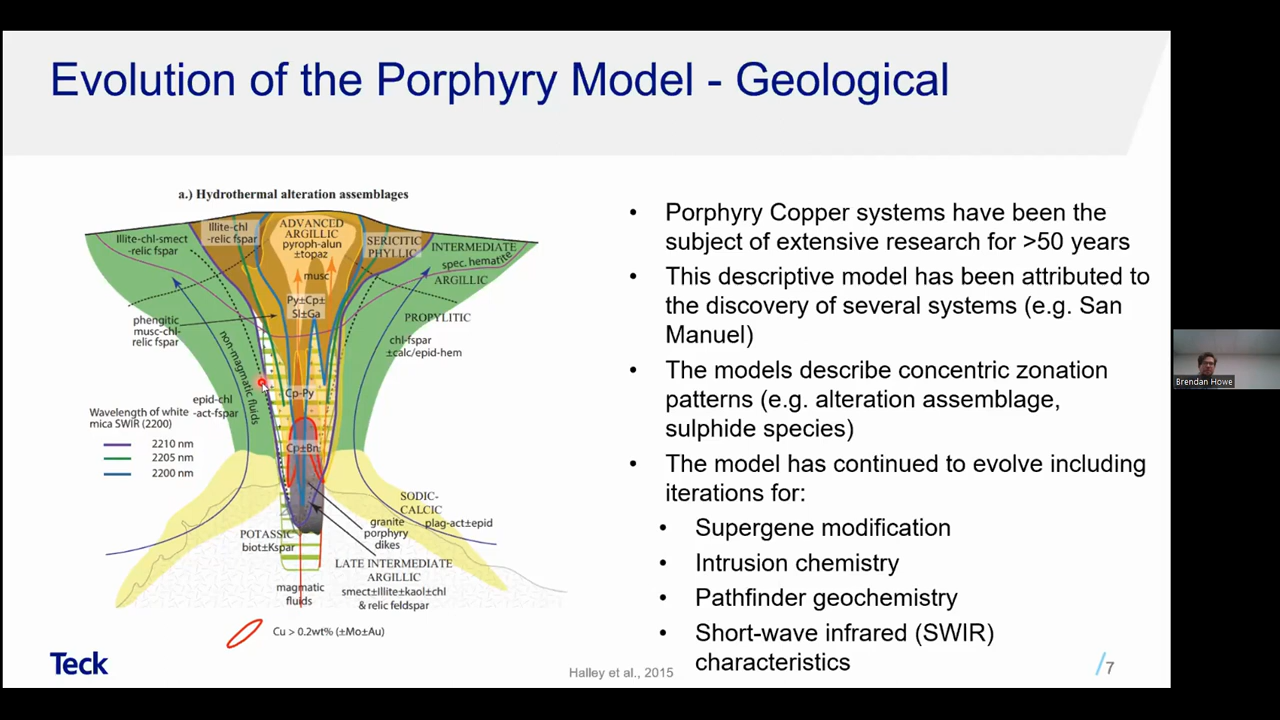 Evolution of the Porphyry Model - Geological
a.) Hydrothermal alteration assemblages
Illite-chl-smect
-relic fspar
Illite-chl
-relic fspar
ADVANCED
ARGILLIC
pyroph-alun
±topaz
SERICITIC
PHYLLIC
INTERMEDIATE
spec. hematite
ARGILLIC
musc
Py±Cp±
Sl±Ga
phengitic
musc-chl-
relic fspar
PROPYLITIC
chl-fspar
±calc/epid-hem
non-magmatic fluids
Cp-Py
epid-chl
-act-fspar
Wavelength of white
mica SWIR (2200)
2210 nm
2205 nm
2200 nm
Cp±Bn
SODIC-
CALCIC
plag-act±epid
granite
porphyry
dikes
POTASSIC
biot±Kspar
LATE INTERMEDIATE
ARGILLIC
smect±illite±kaol±chl
& relic feldspar
magmatic
fluids
Cu > 0.2wt% (±Mo±Au)
• Porphyry Copper systems have been the
subject of extensive research for >50 years
• This descriptive model has been attributed to
the discovery of several systems (e.g. San
Manuel)
• The models describe concentric zonation
patterns (e.g. alteration assemblage,
sulphide species)
• The model has continued to evolve including
iterations for:
• Supergene modification
• Intrusion chemistry
• Pathfinder geochemistry
• Short-wave infrared (SWIR)
characteristics
Teck
Halley et al., 2015
/7
Brendan Howe